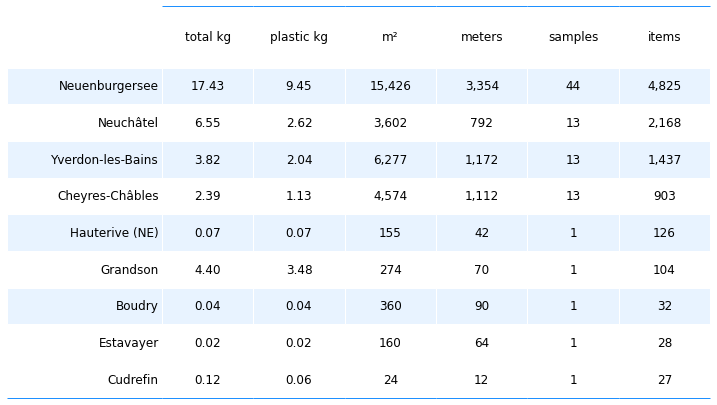 total kg plastic kg m² meters samples items
Neuenburgersee 17.43 9.45 15,426 3,354 44 4,825
Neuchâtel 6.55 2.62 3,602 792 13 2,168
Yverdon-les-Bains 3.82 2.04 6,277 1,172 13 1,437
Cheyres-Châbles 2.39 1.13 4,574 1,112 13 903
Hauterive (NE) 0.07 0.07 155 42 1 126
Grandson 4.40 3.48 274 70 1 104
Boudry 0.04 0.04 360 90 1 32
Estavayer 0.02 0.02 160 64 1 28
Cudrefin 0.12 0.06 24 12 1 27